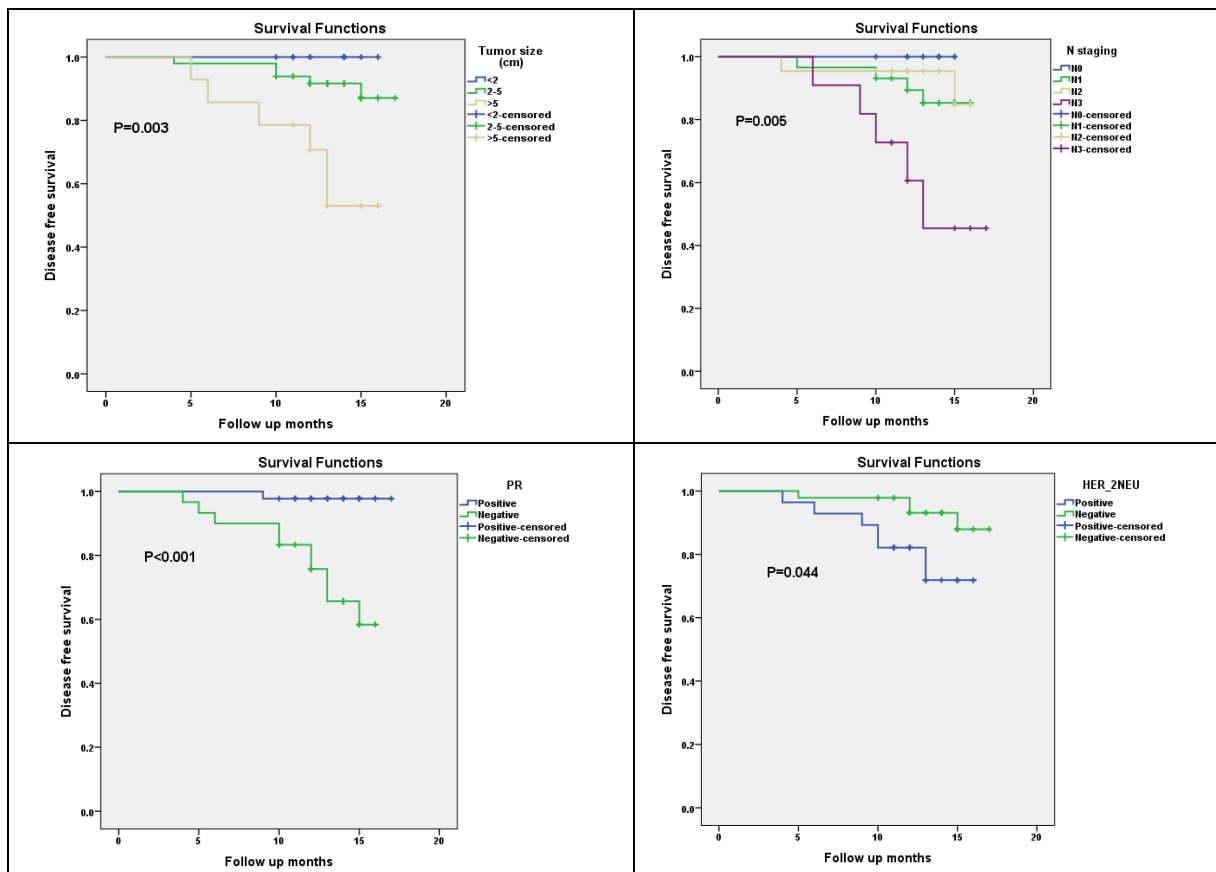 Survival Functions
Tumor size
(cm)
<2
2-5
>5
<2-censored
2-5-censored
>5-censored
P=0.003
Disease free survival
1.0
0.8
0.6
0.4
0.2
0.0
0 5 10 15 20
Follow up months
Survival Functions
N staging
N0
N1
N2
N3
N0-censored
N1-censored
N2-censored
N3-censored
P=0.005
Disease free survival
1.0
0.8
0.6
0.4
0.2
0.0
0 5 10 15 20
Follow up months
Survival Functions
PR
Positive
Negative
Positive-censored
Negative-censored
P<0.001
Disease free survival
1.0
0.8
0.6
0.4
0.2
0.0
0 5 10 15 20
Follow up months
Survival Functions
HER_2NEU
Positive
Negative
Positive-censored
Negative-censored
P=0.044
Disease free survival
1.0
0.8
0.6
0.4
0.2
0.0
0 5 10 15 20
Follow up months